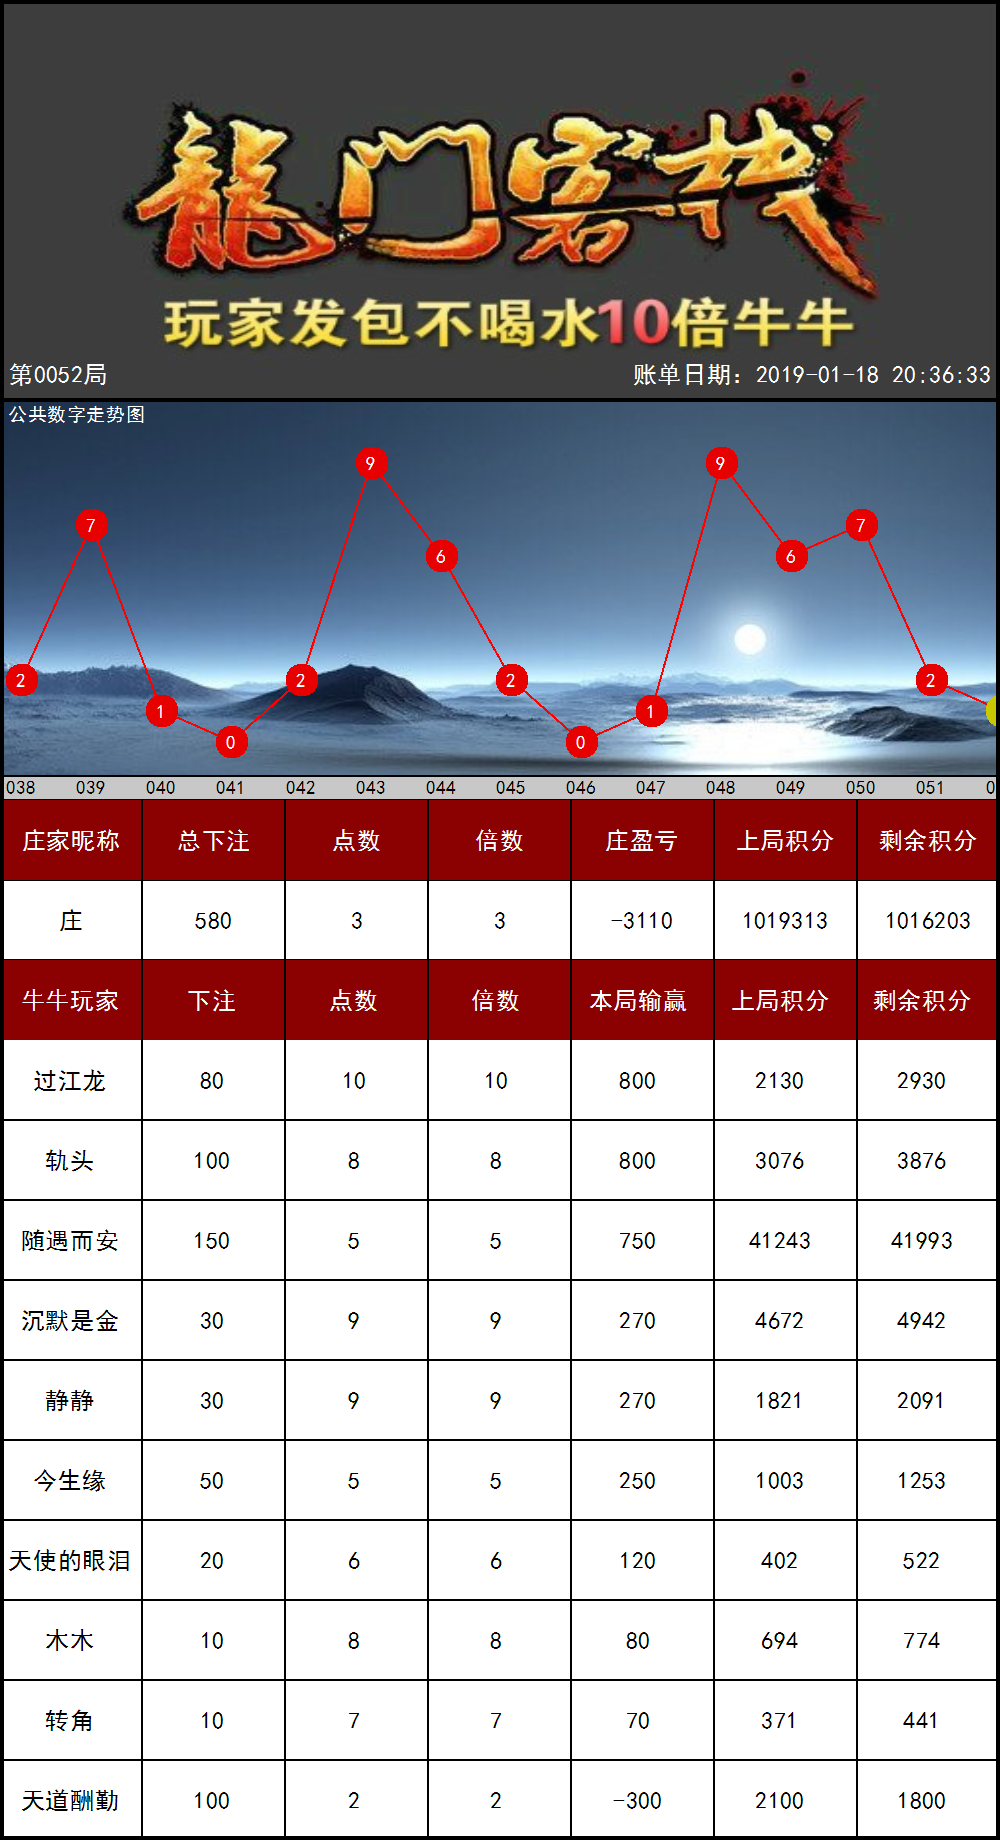 龍门客栈
玩家发包不喝水10倍牛牛
第0052局 账单日期：2019-01-18 20:36:33
公共数字走势图
9 9
7 6 6 7
2 2 2 2
1 0 0 1
038 039 040 041 042 043 044 045 046 047 048 049 050 051 0
庄家昵称 总下注 点数 倍数 庄盈亏 上局积分 剩余积分
庄 580 3 3 -3110 1019313 1016203
牛牛玩家 下注 点数 倍数 本局输赢 上局积分 剩余积分
过江龙 80 10 10 800 2130 2930
轨头 100 8 8 800 3076 3876
随遇而安 150 5 5 750 41243 41993
沉默是金 30 9 9 270 4672 4942
静静 30 9 9 270 1821 2091
今生缘 50 5 5 250 1003 1253
天使的眼泪 20 6 6 120 402 522
木木 10 8 8 80 694 774
转角 10 7 7 70 371 441
天道酬勤 100 2 2 -300 2100 1800